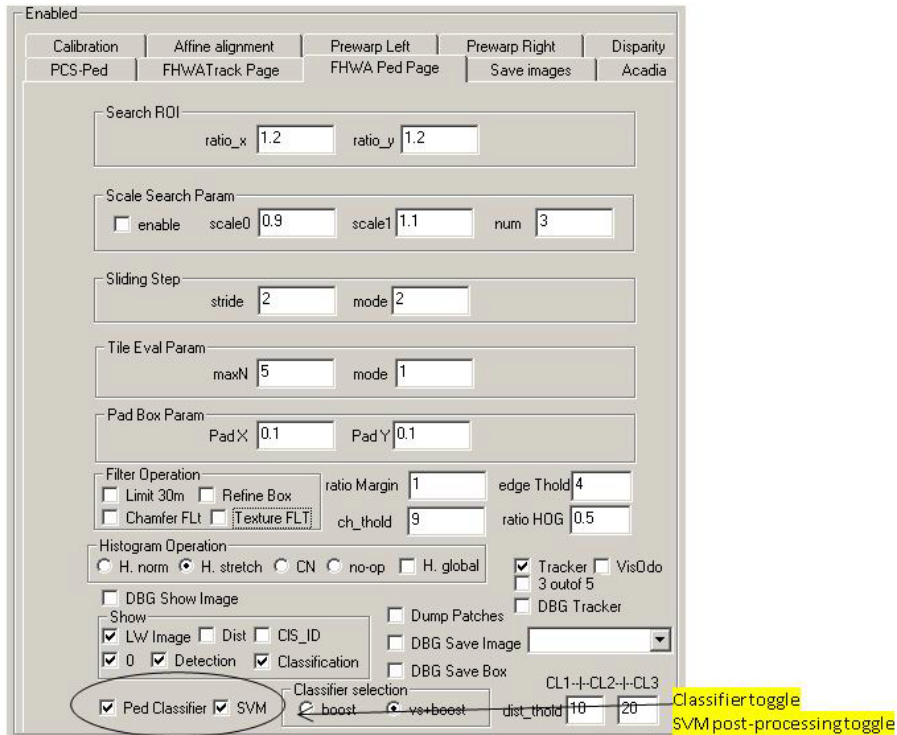 Enabled
Calibration Affine alignment Prewarp Left Prewarp Right Disparity
PCS-Ped FHWATrack Page FHWA Ped Page Save images Acadia
Search ROI
ratio_x 1.2 ratio_y 1.2
Scale Search Param
enable scale0 0.9 scale1 1.1 num 3
Sliding Step
stride 2 mode 2
Tile Eval Param
maxN 5 mode 1
Pad Box Param
Pad X 0.1 Pad Y 0.1
Filter Operation
Limit 30m Refine Box ratio Margin 1 edge Thold 4
Chamfer FLt Texture FLT ch_thold 9 ratio HOG 0.5
Histogram Operation
H. norm H. stretch CN no-op H. global Tracker VisOdo
3 outof 5
DBG Show Image DBG Tracker
Show Dump Patches
LW Image Dist CIS_ID DBG Save Image
0 Detection Classification DBG Save Box
Classifier selection CL1--|--CL2--|--CL3
Ped Classifier SVM boost vs+boost dist_thold 10 20
Classifier toggle
SVM post-processing toggle